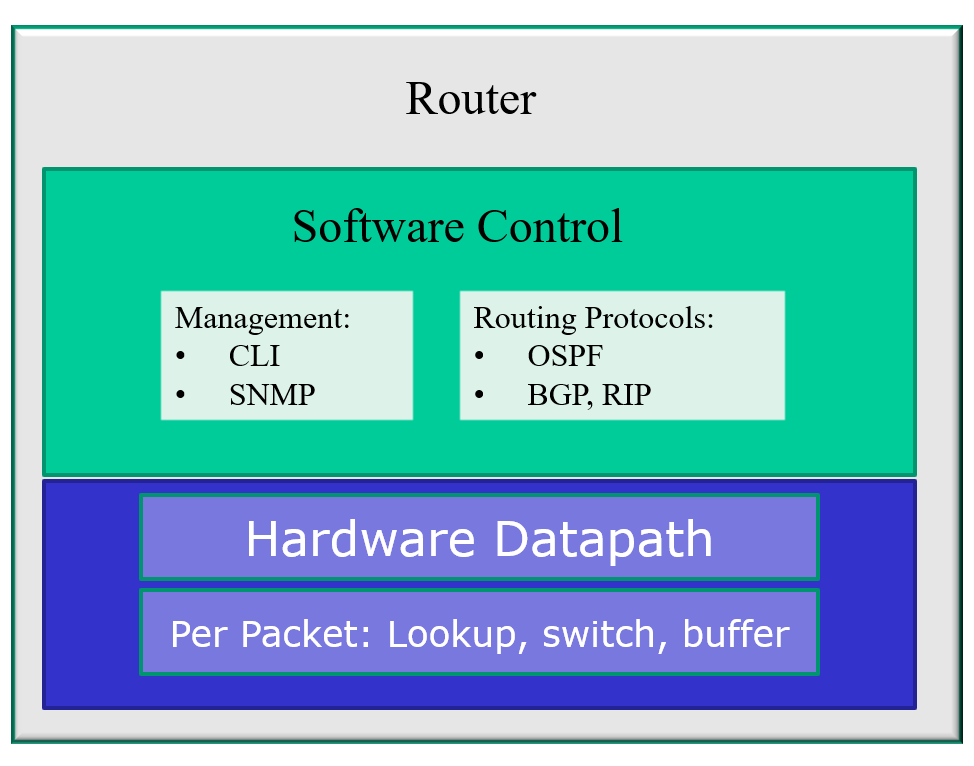 Router
Software Control
Management:
• CLI
• SNMP
Routing Protocols:
• OSPF
• BGP, RIP
Hardware Datapath
Per Packet: Lookup, switch, buffer